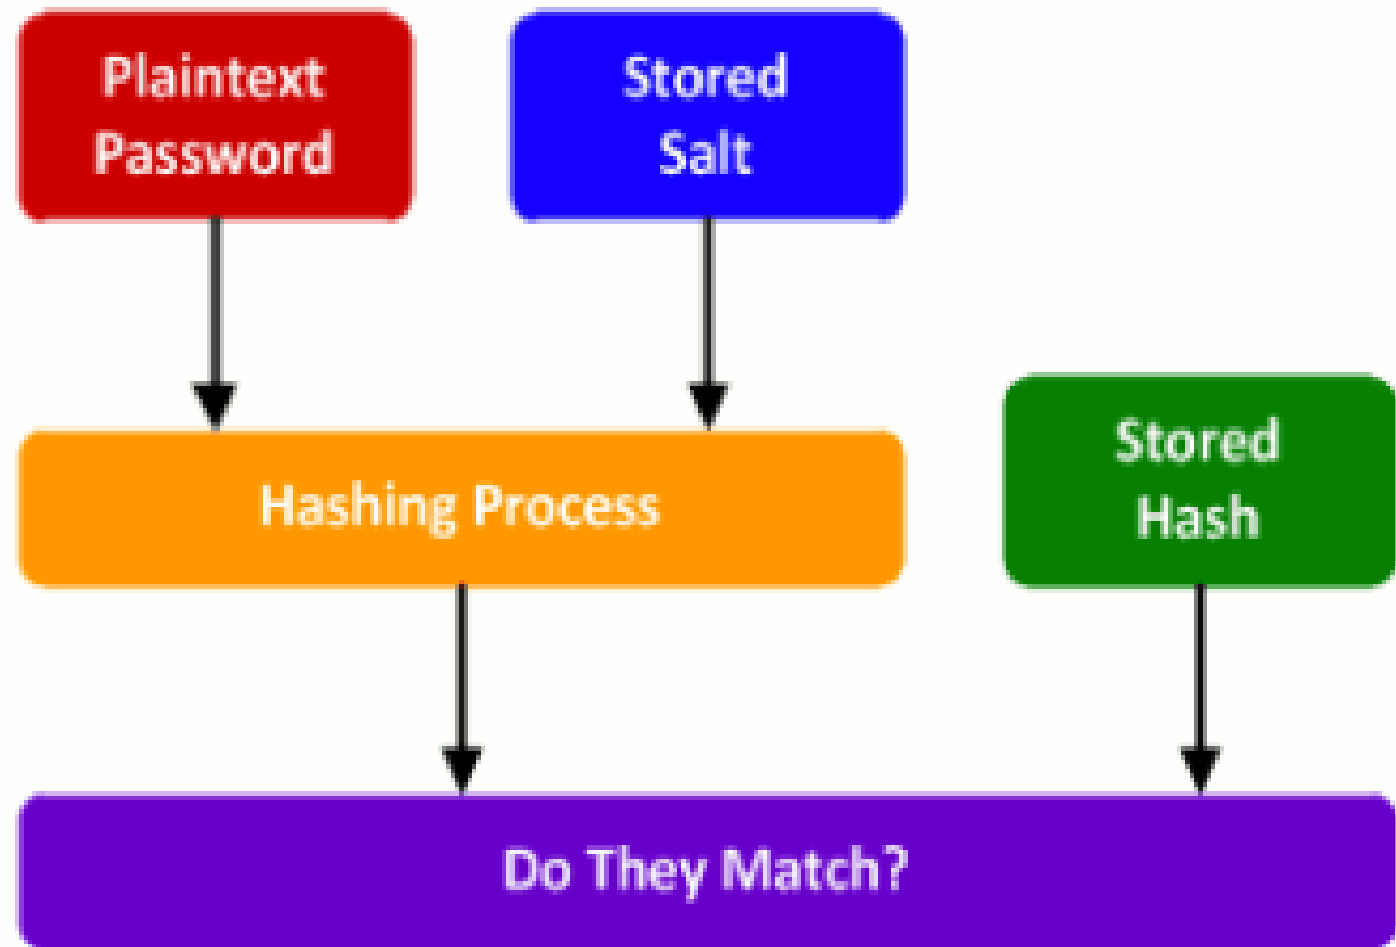 Plaintext
Password
Stored
Salt
Hashing Process
Stored
Hash
Do They Match?